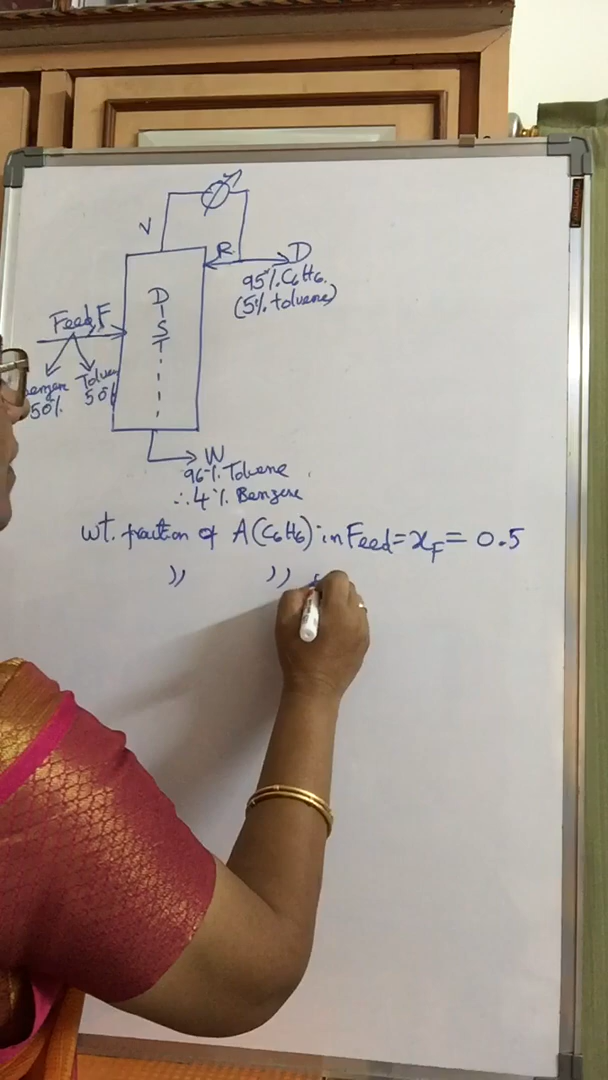 V
R
D
95% C6H6
(5% toluene)
D
I
S
T
Feed, F
50%
50%
W
96% Toluene
∴ 4% Benzene
wt. fraction of A(C6H6) in Feed = xF = 0.5
)) ))